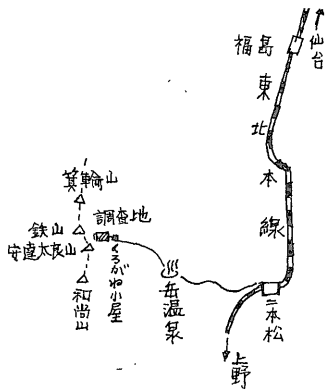 仙台
福島
東北本線
箕輪山
鉄山
安達太良山
和尚山
調査地
くろがね小屋
岳温泉
二本松
上野